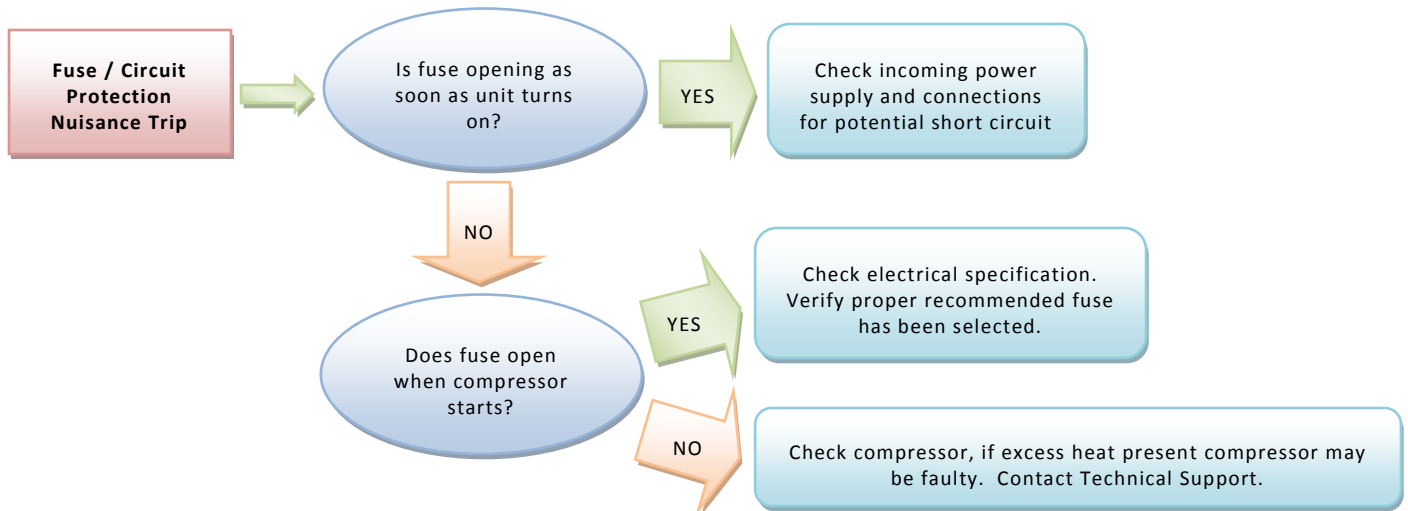 Fuse / Circuit
Protection
Nuisance Trip
Is fuse opening as
soon as unit turns
on?
YES
Check incoming power
supply and connections
for potential short circuit
NO
Does fuse open
when compressor
starts?
YES
Check electrical specification.
Verify proper recommended fuse
has been selected.
NO
Check compressor, if excess heat present compressor may
be faulty. Contact Technical Support.